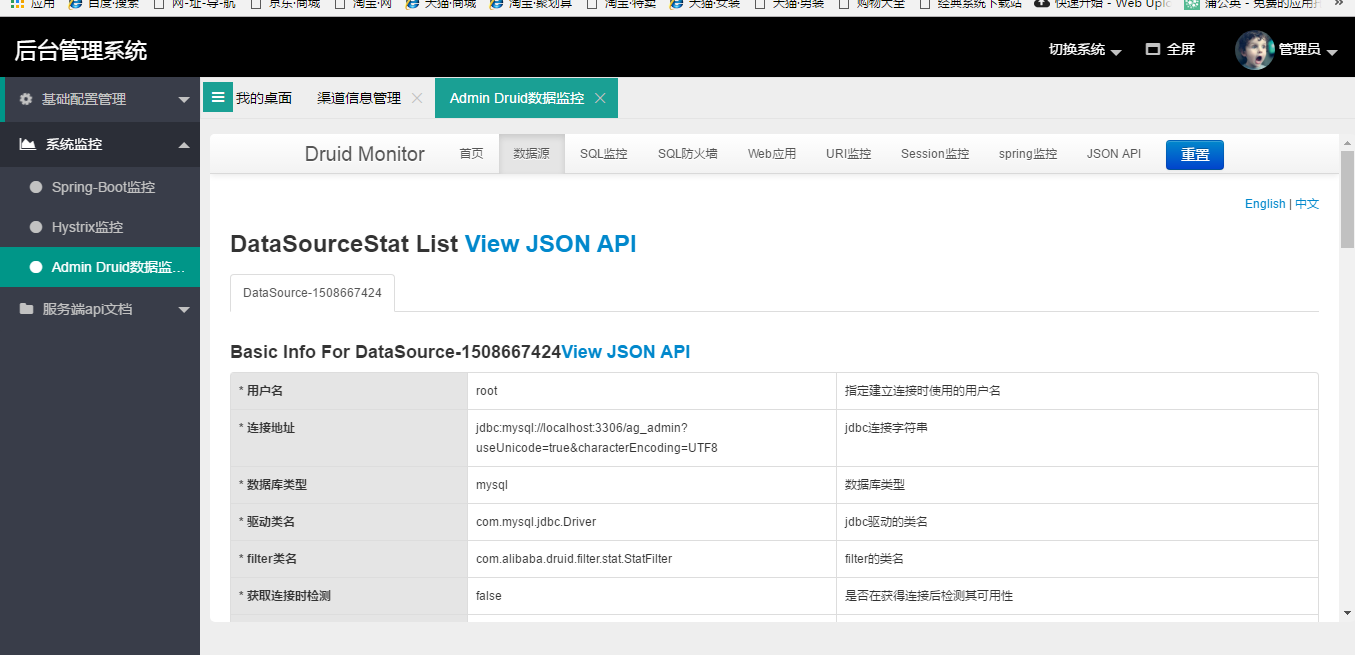 应用 百度·搜索 网-址-导-航 京东·商城 淘宝·网 天猫·商城 淘宝·聚划算 淘宝·特卖 天猫·女装 天猫·男装 购物大全 经典系统下载站 快速开始 - Web Uplo 蒲公英 - 免费的应用
后台管理系统 切换系统 全屏 管理员
基础配置管理
系统监控
Spring-Boot监控
Hystrix监控
Admin Druid数据监...
服务端api文档
我的桌面 渠道信息管理 Admin Druid数据监控
Druid Monitor 首页 数据源 SQL监控 SQL防火墙 Web应用 URI监控 Session监控 spring监控 JSON API 重置
English | 中文
DataSourceStat List View JSON API
DataSource-1508667424
Basic Info For DataSource-1508667424View JSON API
* 用户名 root 指定建立连接时使用的用户名
* 连接地址 jdbc:mysql://localhost:3306/ag_admin? jdbc连接字符串
useUnicode=true&characterEncoding=UTF8
* 数据库类型 mysql 数据库类型
* 驱动类名 com.mysql.jdbc.Driver jdbc驱动的类名
* filter类名 com.alibaba.druid.filter.stat.StatFilter filter的类名
* 获取连接时检测 false 是否在获得连接后检测其可用性